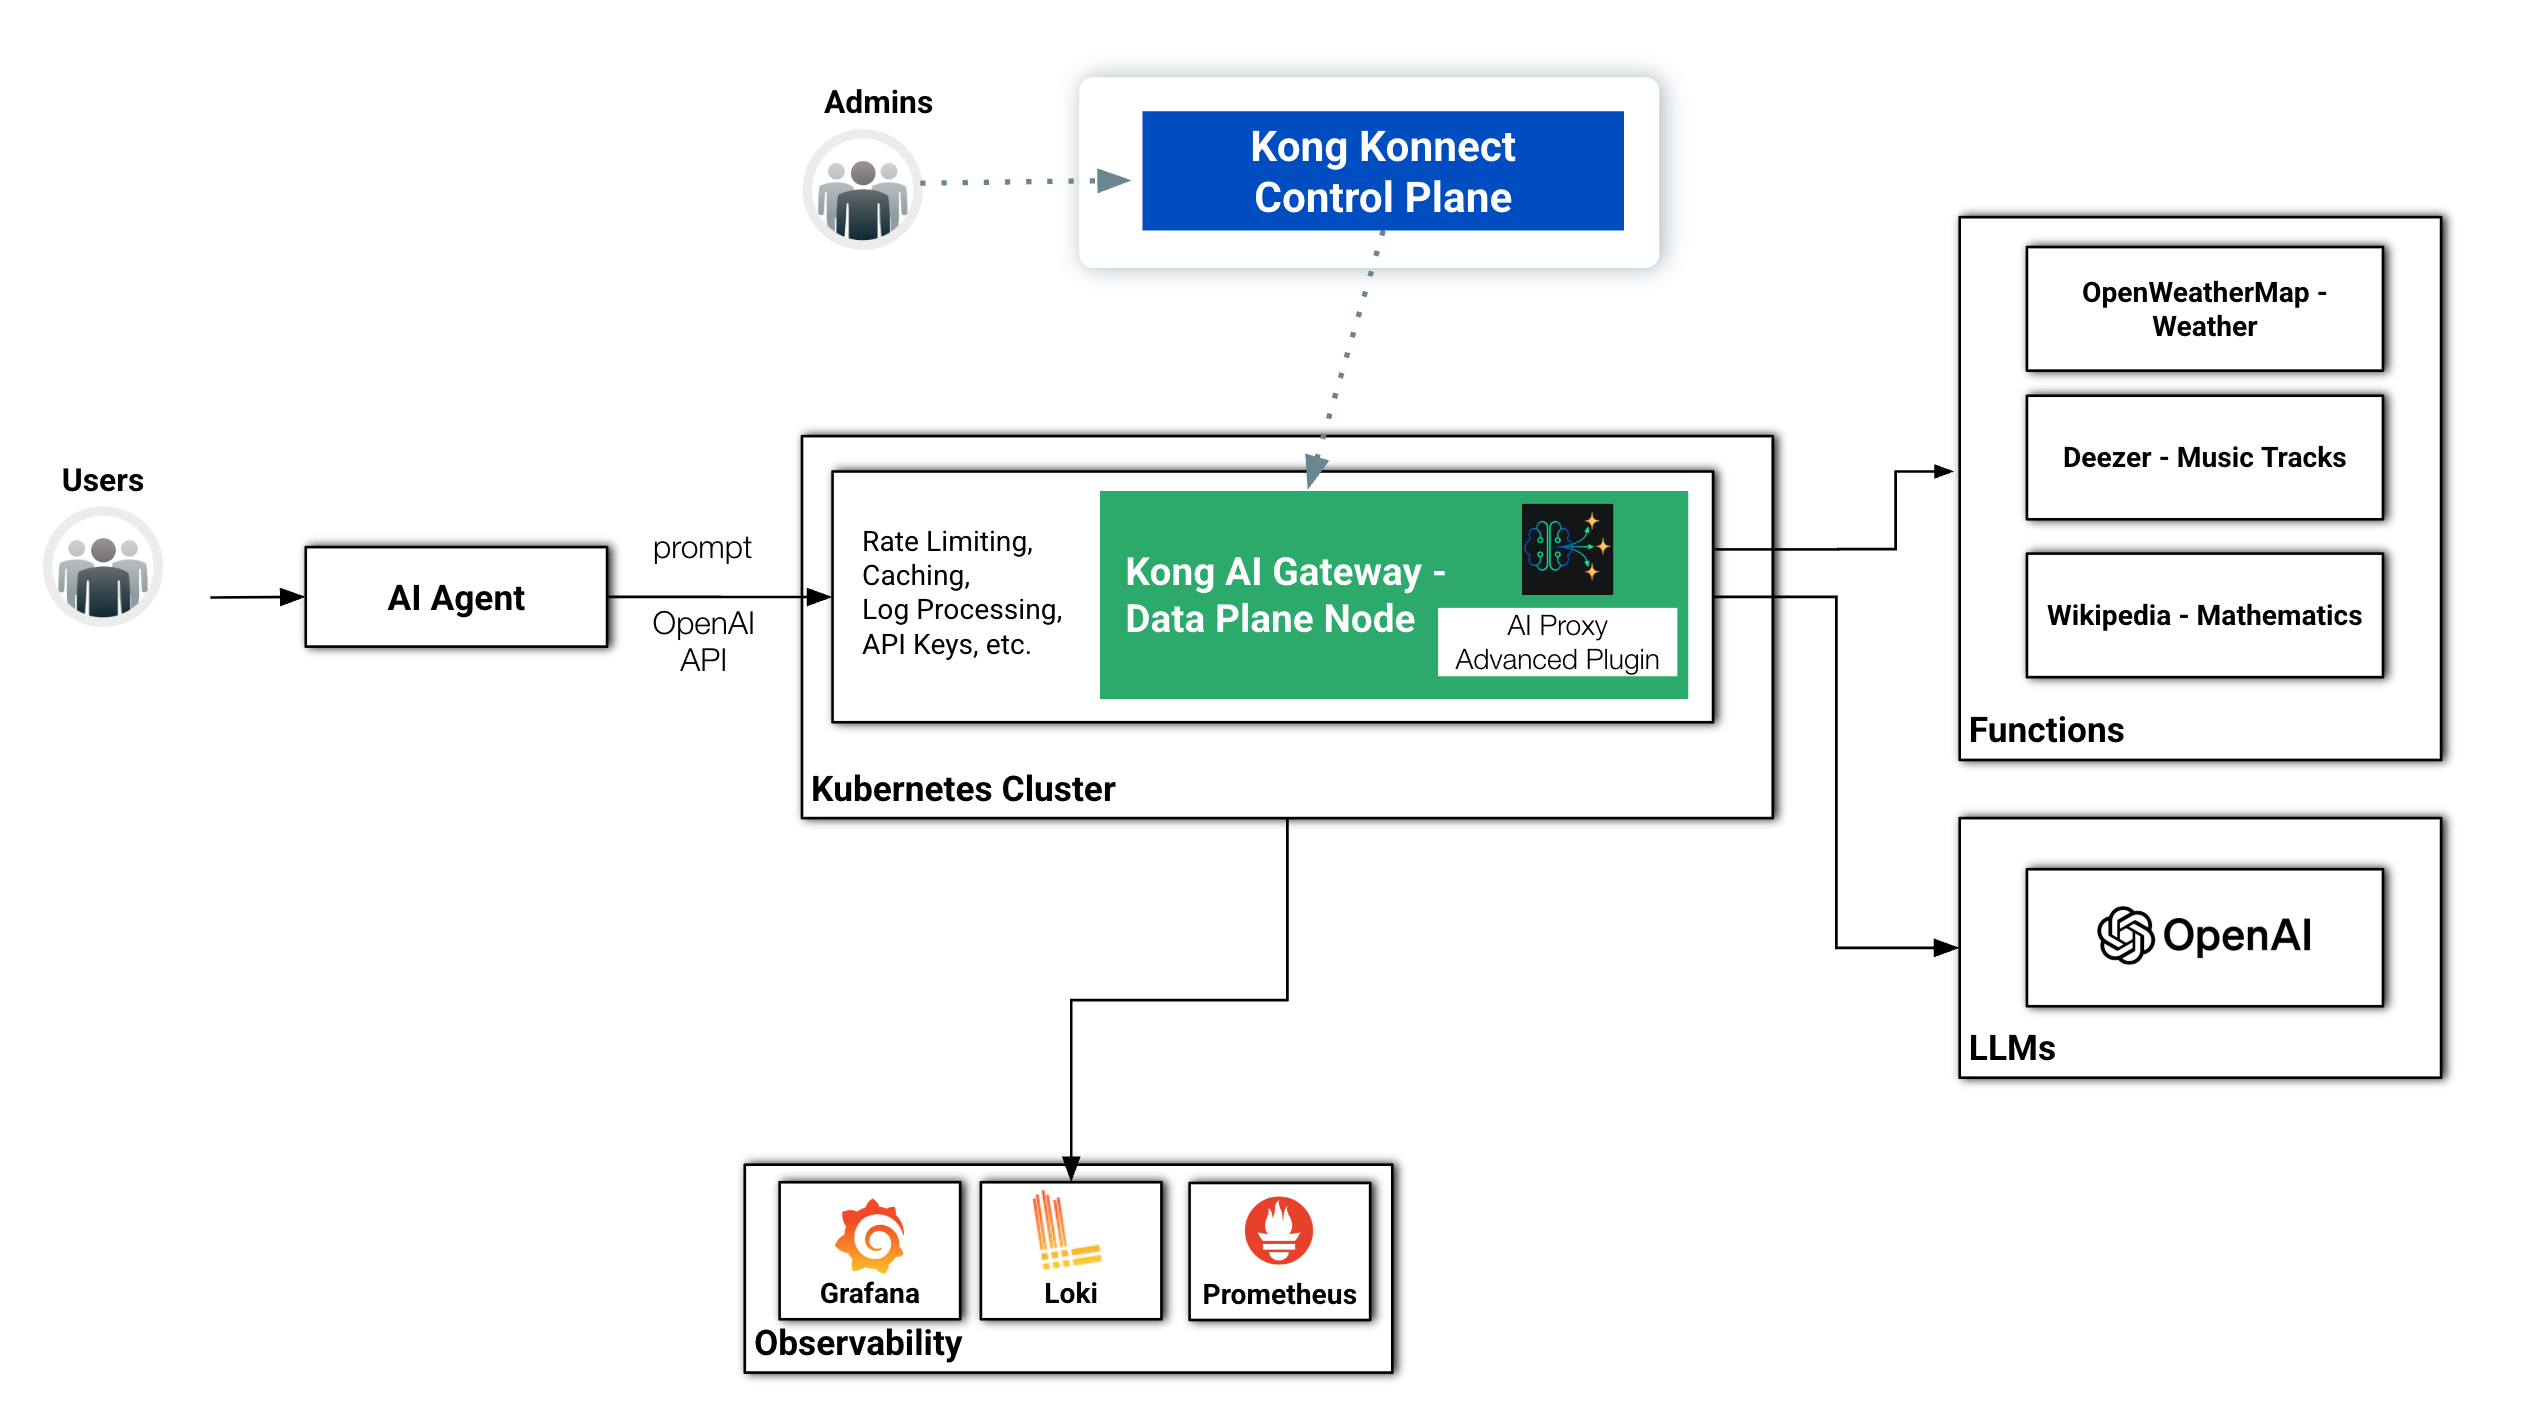 Admins
Kong Konnect
Control Plane
Users
AI Agent
prompt
OpenAI
API
Rate Limiting,
Caching,
Log Processing,
API Keys, etc.
Kong AI Gateway -
Data Plane Node
AI Proxy
Advanced Plugin
Kubernetes Cluster
OpenWeatherMap -
Weather
Deezer - Music Tracks
Wikipedia - Mathematics
Functions
OpenAI
LLMs
Grafana
Loki
Prometheus
Observability